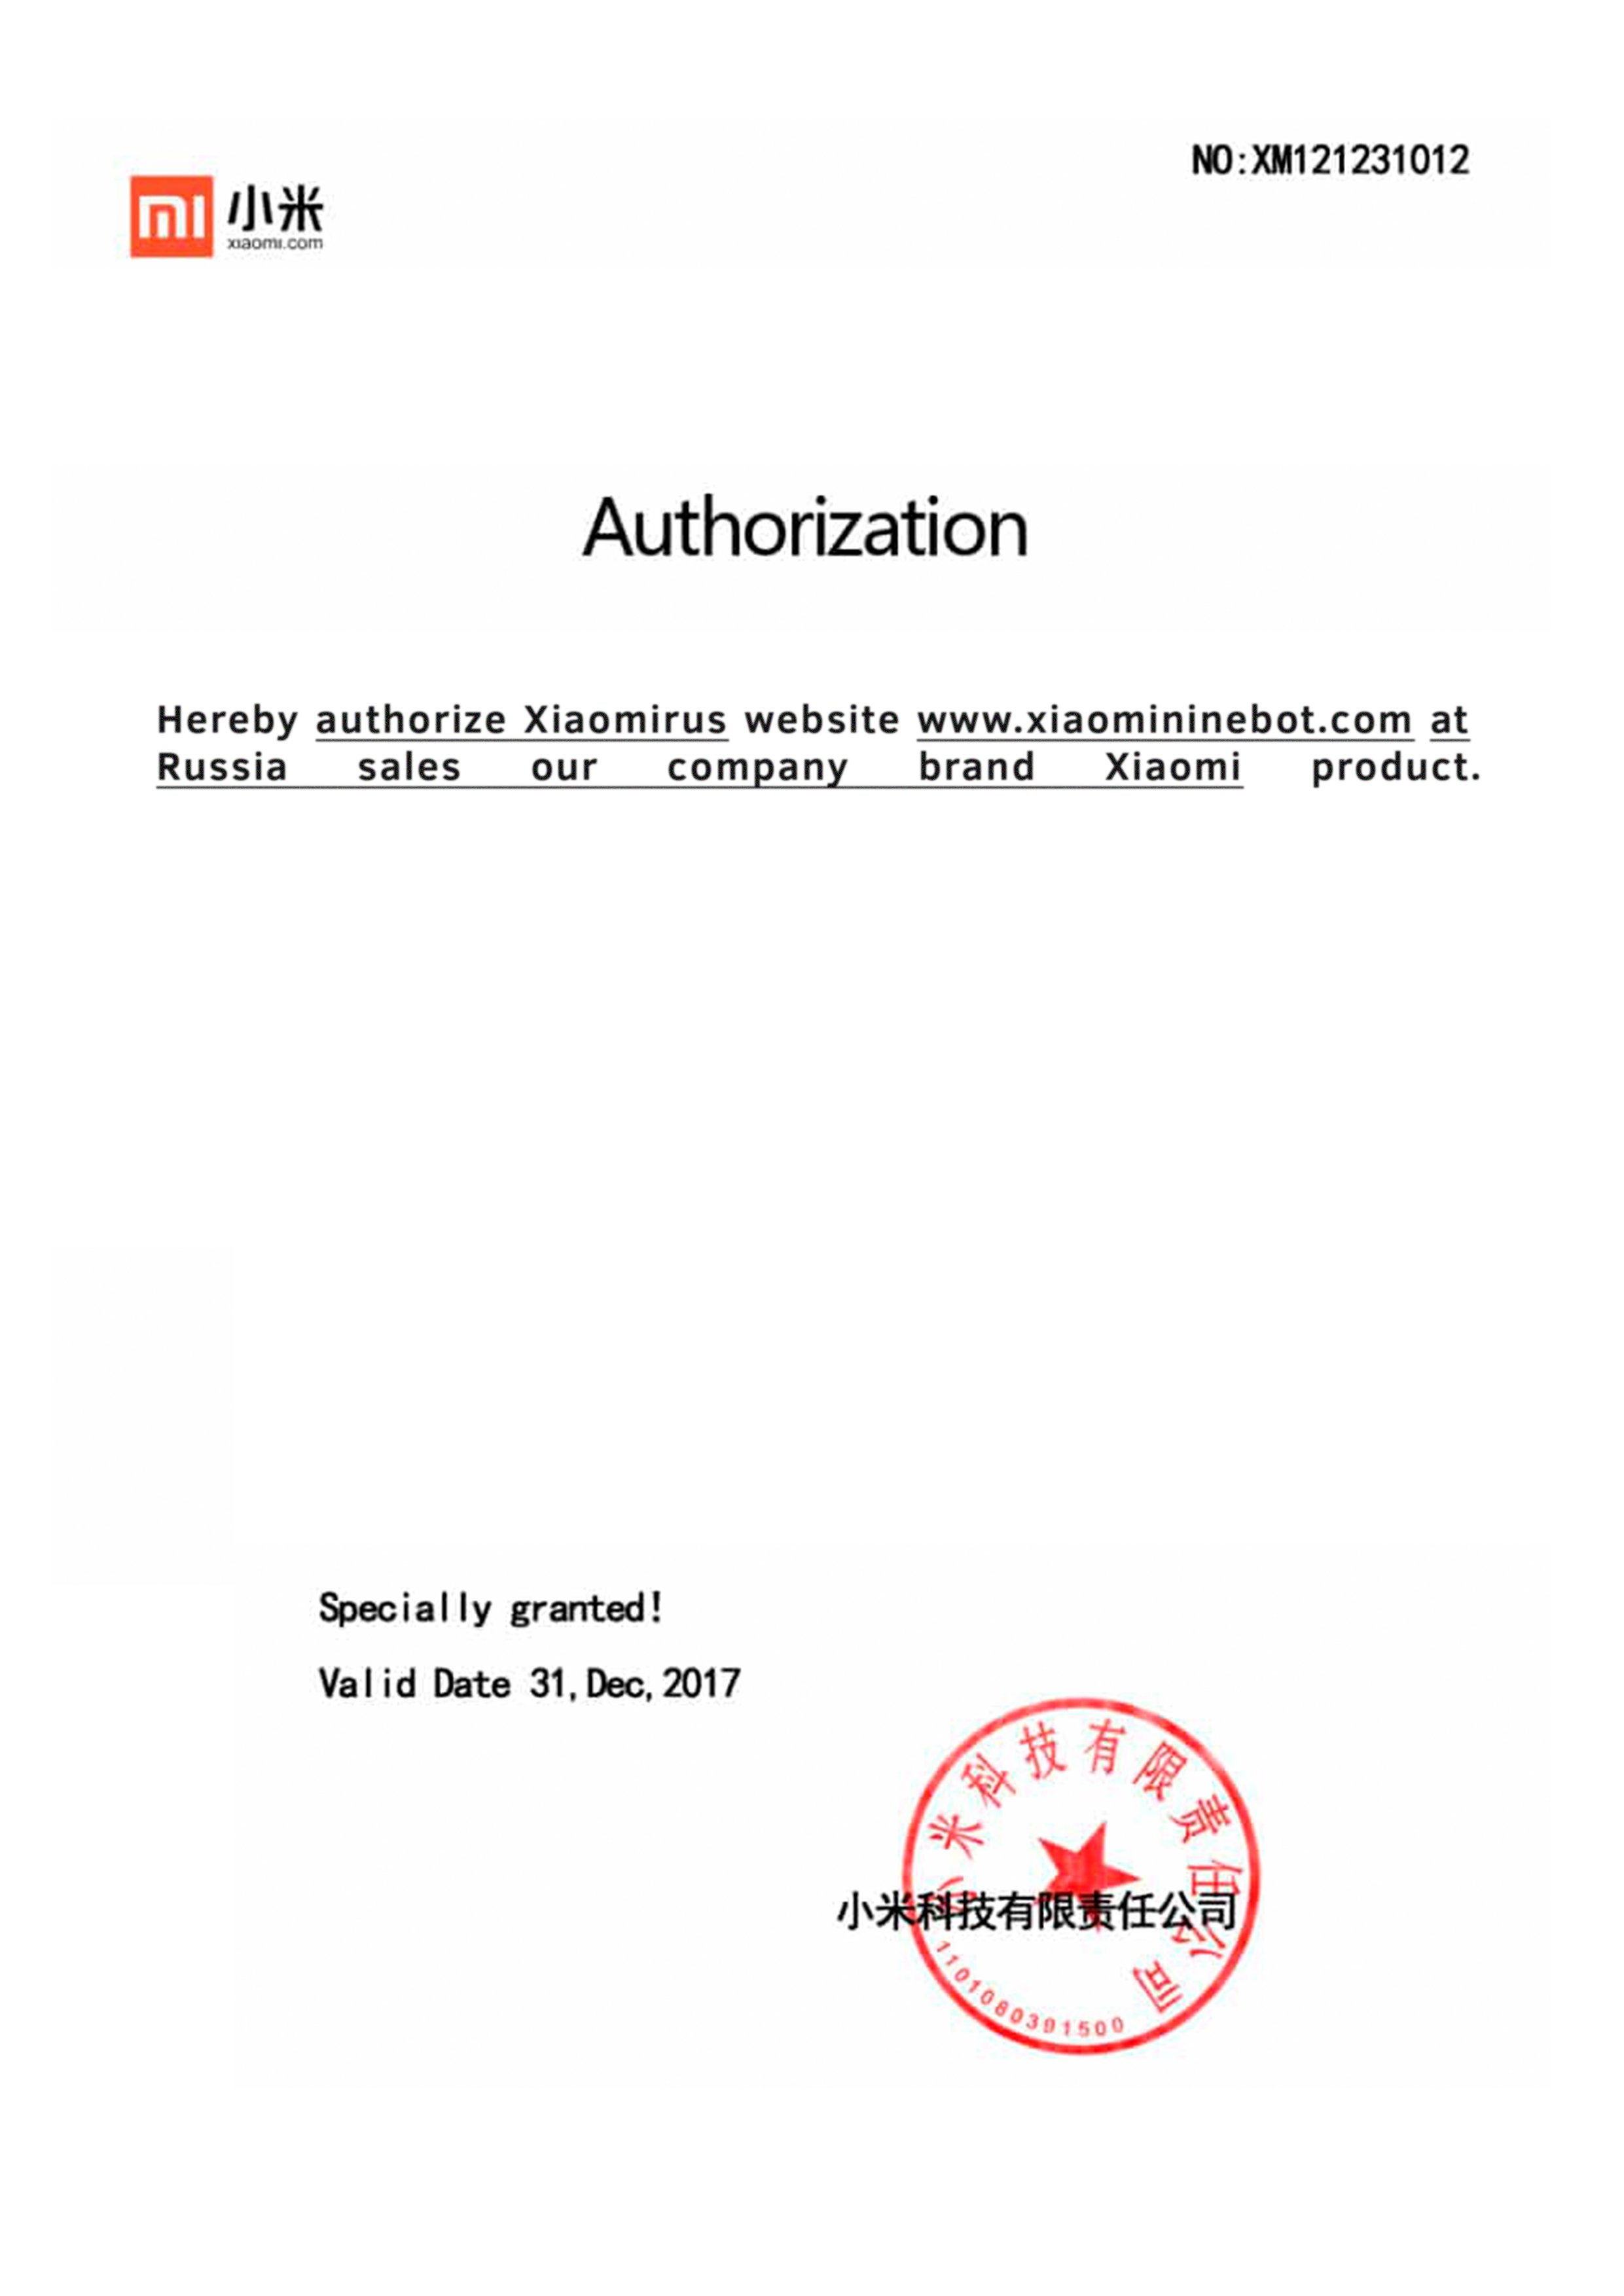 NO:XM121231012
小米
xiaomi.com
Authorization
Hereby authorize Xiaomirus website www.xiaomininebot.com at
Russia sales our company brand Xiaomi product.
Specially granted!
Valid Date 31,Dec,2017
小米科技有限责任公司
小米科技有限责任公司